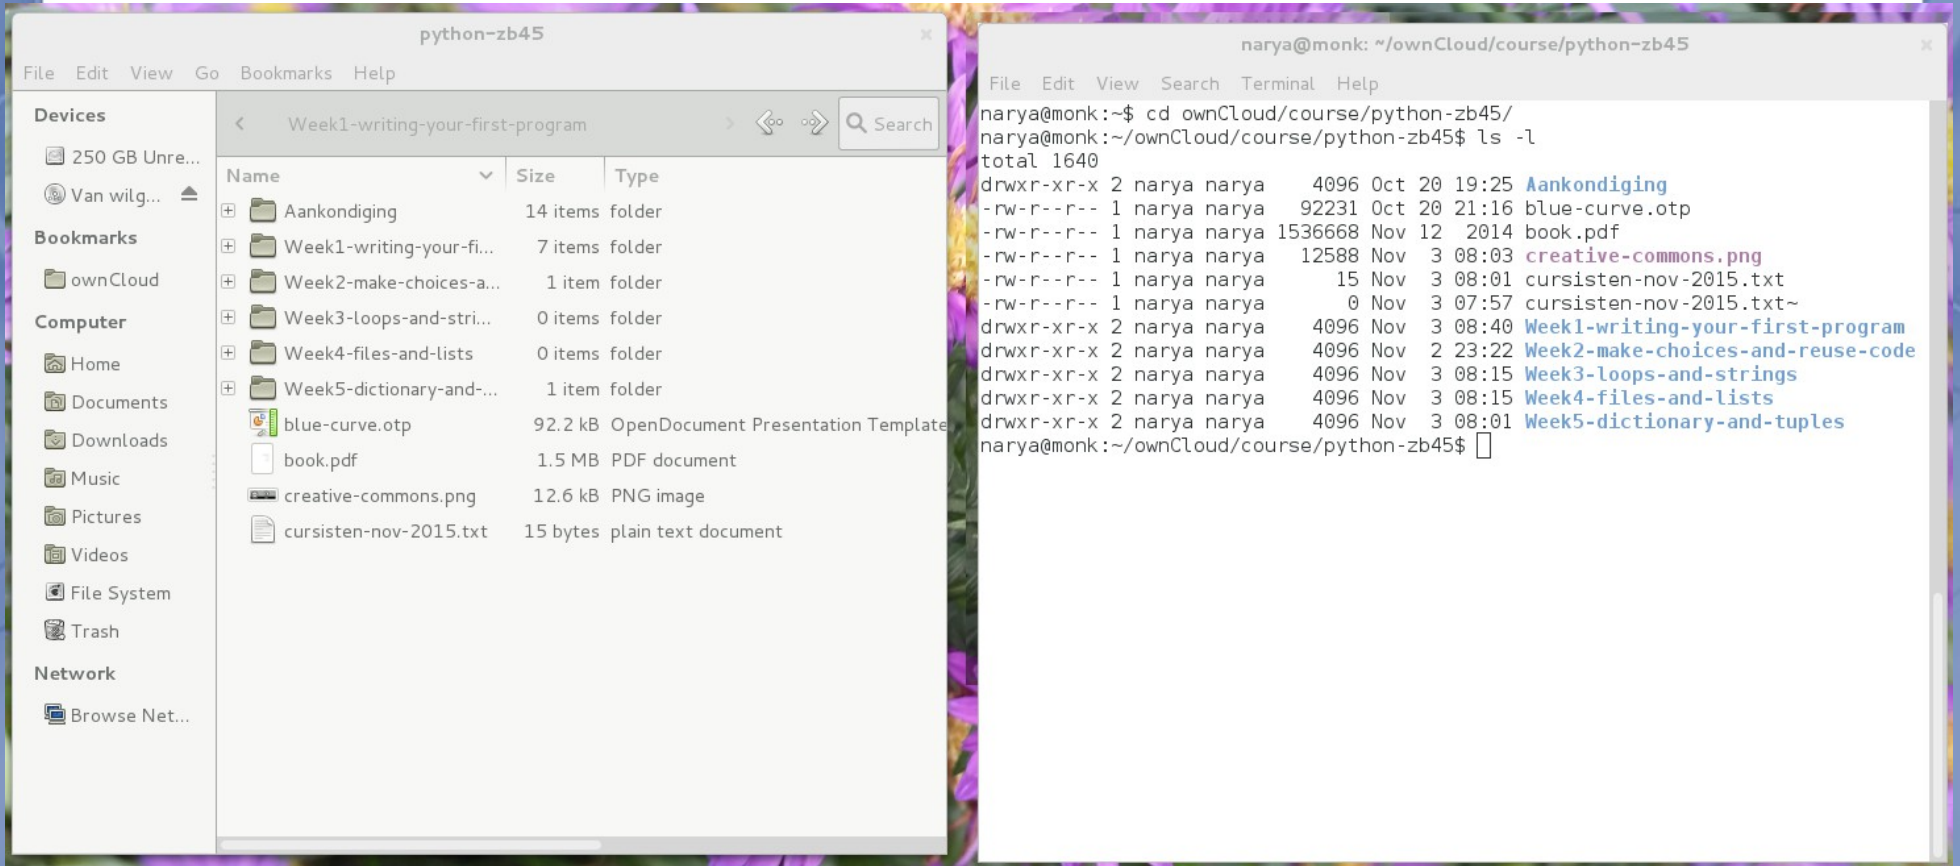 python-zb45
File Edit View Go Bookmarks Help
Devices
250 GB Unre...
Van wilg...
Bookmarks
ownCloud
Computer
Home
Documents
Downloads
Music
Pictures
Videos
File System
Trash
Network
Browse Net...
Week1-writing-your-first-program
Search
Name Size Type
Aankondiging 14 items folder
Week1-writing-your-fi... 7 items folder
Week2-make-choices-a... 1 item folder
Week3-loops-and-stri... 0 items folder
Week4-files-and-lists 0 items folder
Week5-dictionary-and-... 1 item folder
blue-curve.otp 92.2 kB OpenDocument Presentation Template
book.pdf 1.5 MB PDF document
creative-commons.png 12.6 kB PNG image
cursisten-nov-2015.txt 15 bytes plain text document
narya@monk: ~/ownCloud/course/python-zb45
File Edit View Search Terminal Help
narya@monk:~$ cd ownCloud/course/python-zb45/
narya@monk:~/ownCloud/course/python-zb45$ ls -l
total 1640
drwxr-xr-x 2 narya narya 4096 Oct 20 19:25 Aankondiging
-rw-r--r-- 1 narya narya 92231 Oct 20 21:16 blue-curve.otp
-rw-r--r-- 1 narya narya 1536668 Nov 12 2014 book.pdf
-rw-r--r-- 1 narya narya 12588 Nov 3 08:03 creative-commons.png
-rw-r--r-- 1 narya narya 15 Nov 3 08:01 cursisten-nov-2015.txt
-rw-r--r-- 1 narya narya 0 Nov 3 07:57 cursisten-nov-2015.txt~
drwxr-xr-x 2 narya narya 4096 Nov 3 08:40 Week1-writing-your-first-program
drwxr-xr-x 2 narya narya 4096 Nov 2 23:22 Week2-make-choices-and-reuse-code
drwxr-xr-x 2 narya narya 4096 Nov 3 08:15 Week3-loops-and-strings
drwxr-xr-x 2 narya narya 4096 Nov 3 08:15 Week4-files-and-lists
drwxr-xr-x 2 narya narya 4096 Nov 3 08:01 Week5-dictionary-and-tuples
narya@monk:~/ownCloud/course/python-zb45$